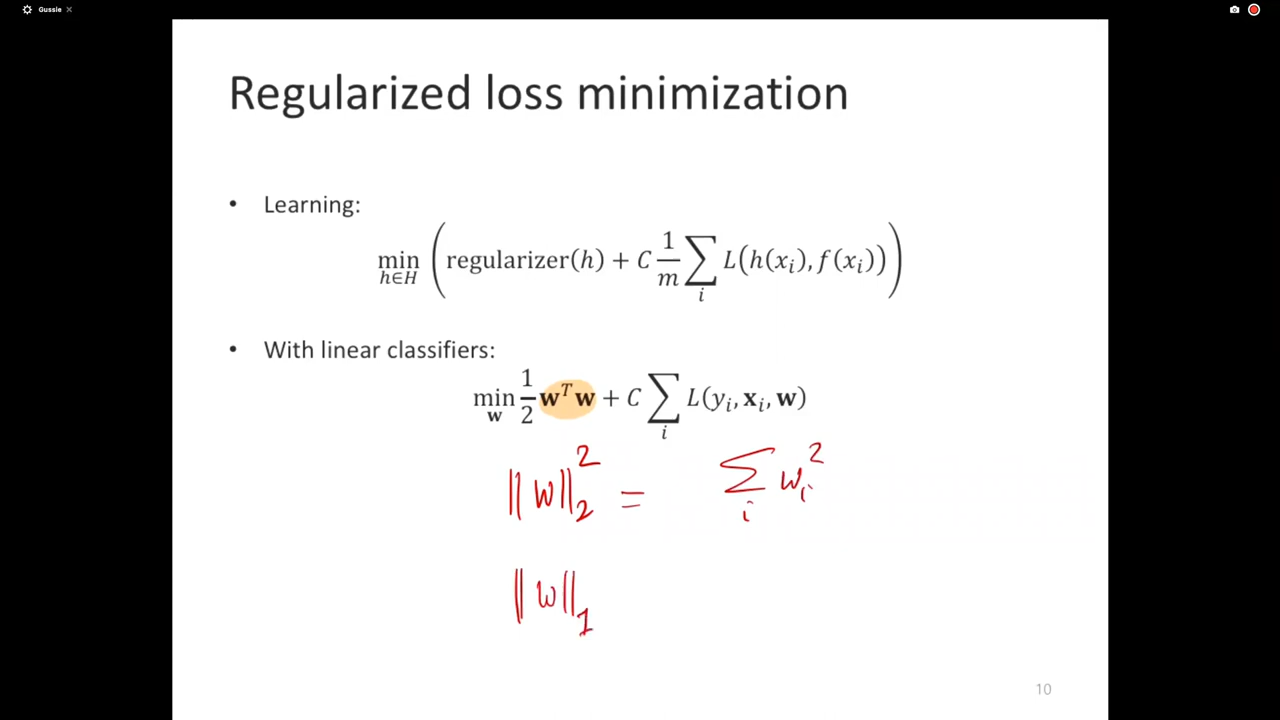 Gussie ×
Regularized loss minimization
• Learning:
min_{h∈H} ( regularizer(h) + C 1/m ∑_i L(h(x_i), f(x_i)) )
• With linear classifiers:
min_w 1/2 w^T w + C ∑_i L(y_i, x_i, w)
‖w‖_2^2 = ∑_i w_i^2
‖w‖_1
10